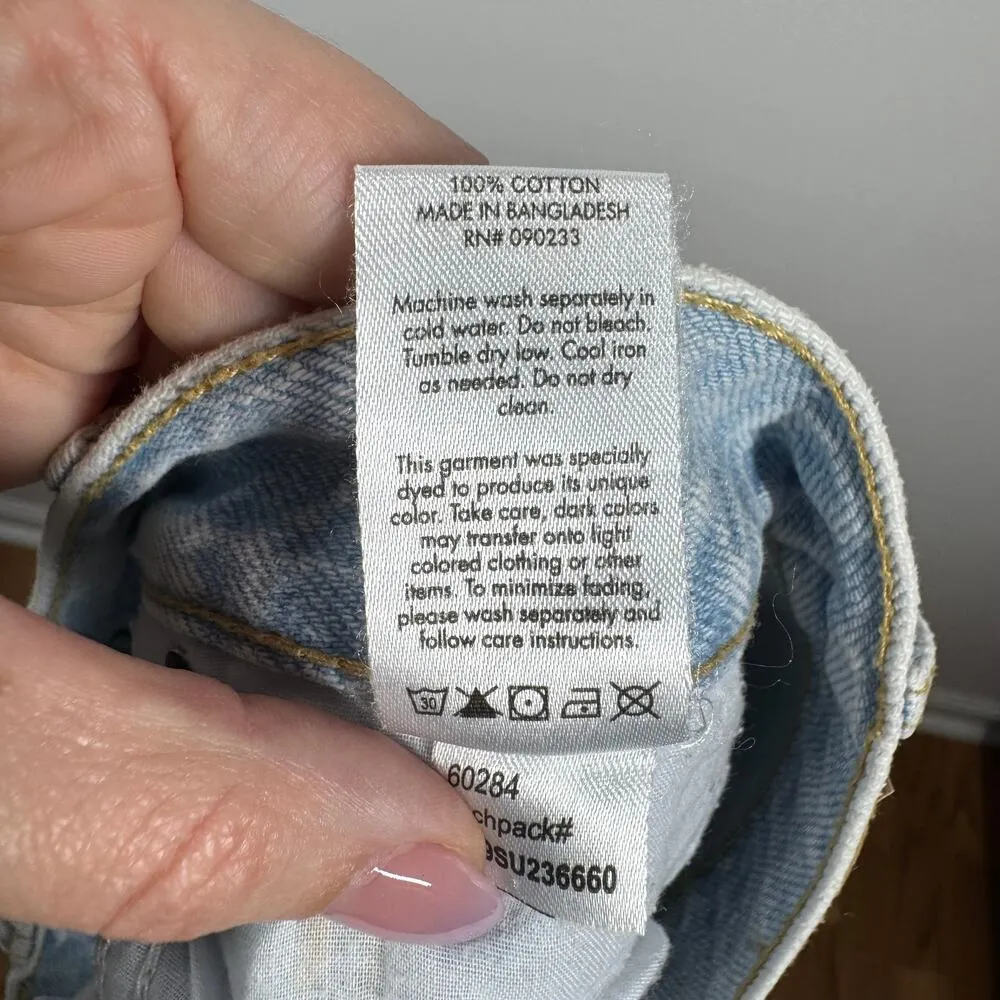 100% COTTON
MADE IN BANGLADESH
RN# 090233
Machine wash separately in
cold water. Do not bleach.
Tumble dry low. Cool iron
as needed. Do not dry
clean.
This garment was specially
dyed to produce its unique
color. Take care, dark colors
may transfer onto light
colored clothing or other
items. To minimize fading,
please wash separately and
follow care instructions.
30
60284
chpack#
9SU236660